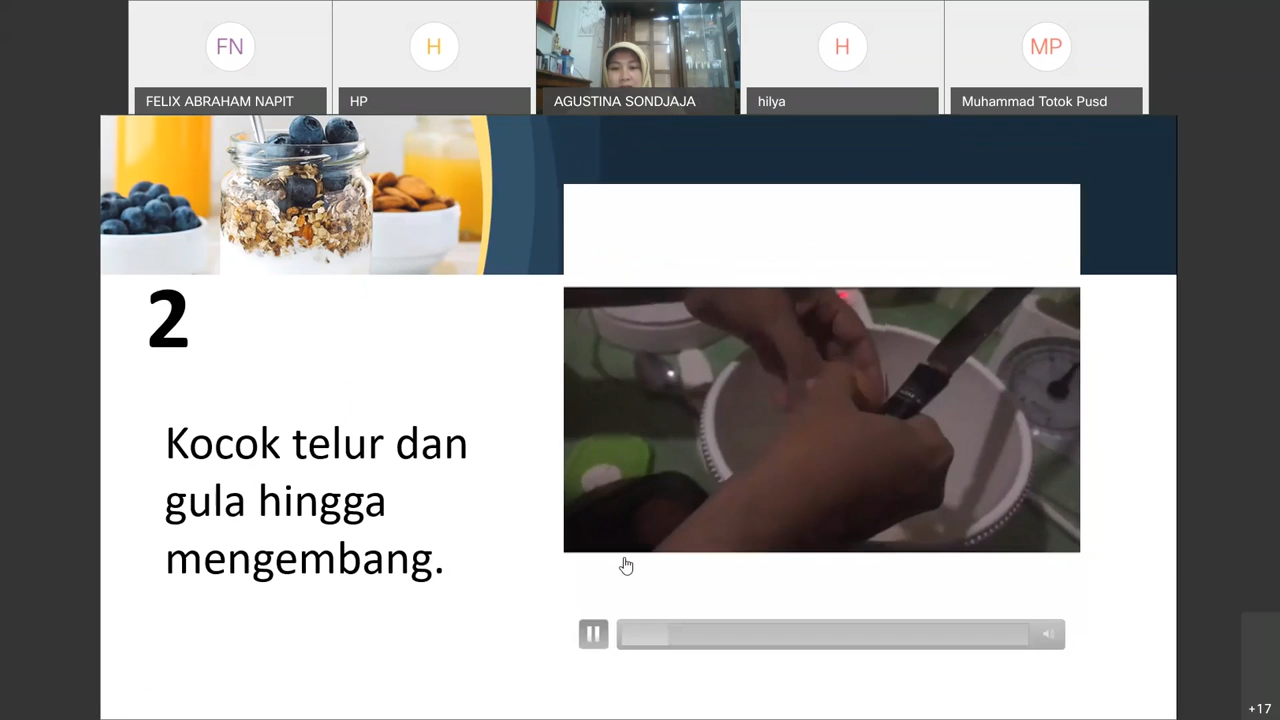 FN
H
H
MP
FELIX ABRAHAM NAPIT
HP
AGUSTINA SONDJAJA
hilya
Muhammad Totok Pusd
2
Kocok telur dan
gula hingga
mengembang.
+17